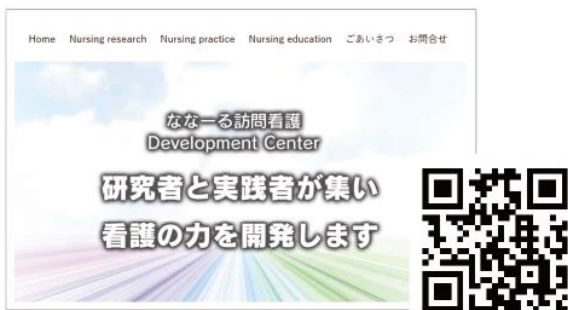 Home Nursing research Nursing practice Nursing education ごあいさつ お問合せ
ななーる訪問看護
Development Center
研究者と実践者が集い
看護の力を開発します